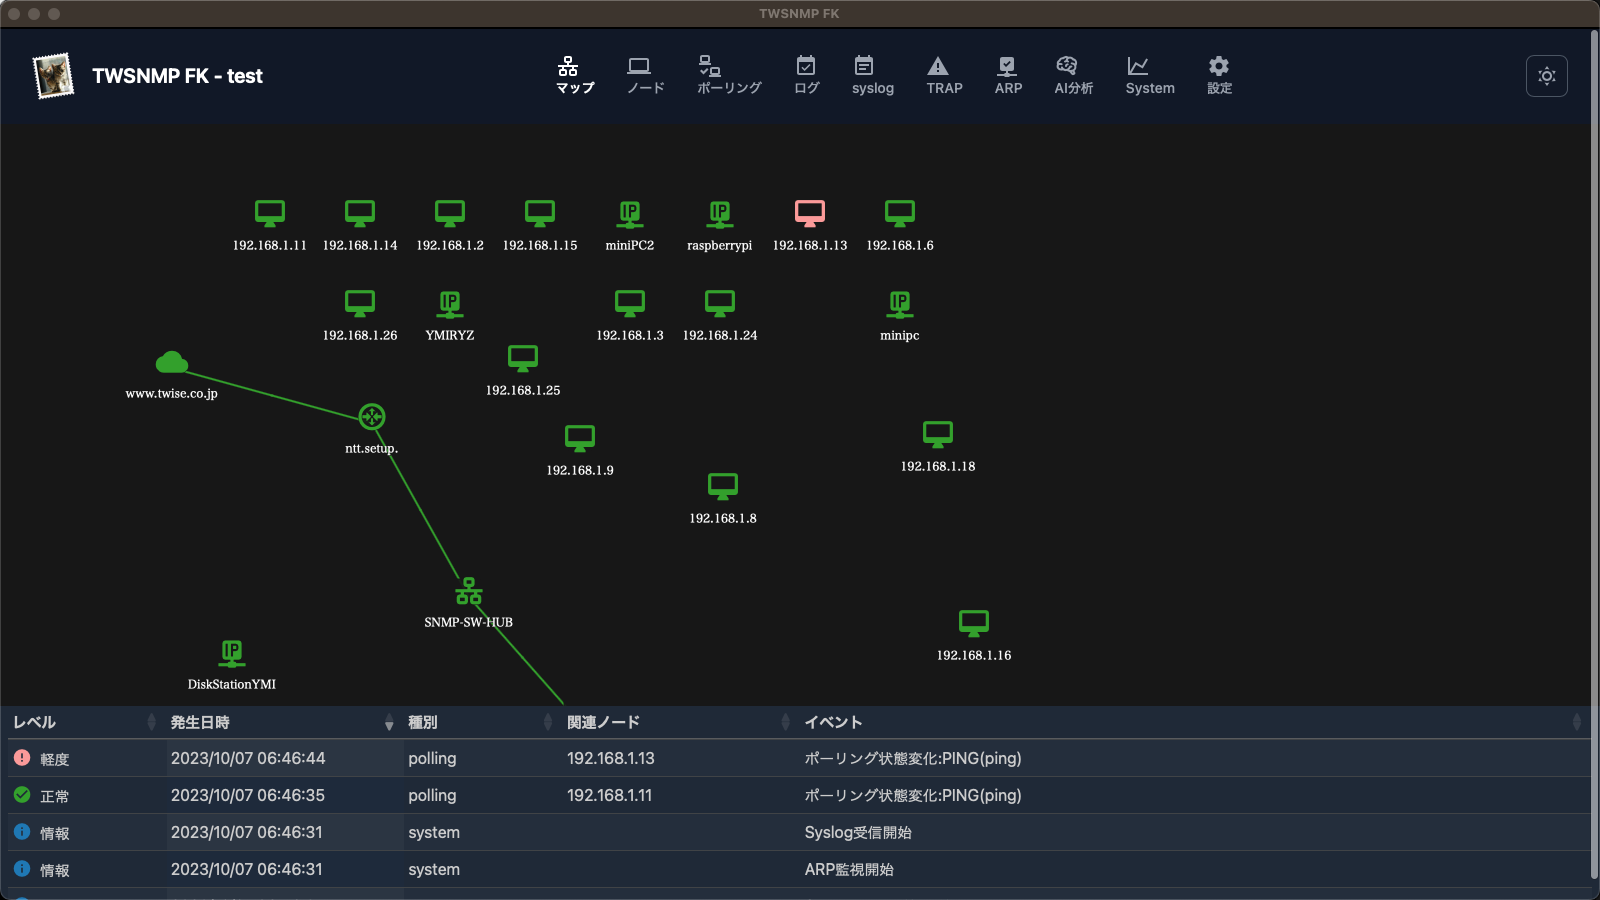 TWSNMP FK
TWSNMP FK - test
マップ
ノード
ポーリング
ログ
syslog
TRAP
ARP
AI分析
System
設定
192.168.1.11
192.168.1.14
192.168.1.2
192.168.1.15
miniPC2
raspberrypi
192.168.1.13
192.168.1.6
192.168.1.26
YMIRYZ
192.168.1.3
192.168.1.24
minipc
192.168.1.25
www.twise.co.jp
ntt.setup.
192.168.1.9
192.168.1.18
192.168.1.8
SNMP-SW-HUB
192.168.1.16
DiskStationYMI
レベル 発生日時 種別 関連ノード イベント
軽度 2023/10/07 06:46:44 polling 192.168.1.13 ポーリング状態変化:PING(ping)
正常 2023/10/07 06:46:35 polling 192.168.1.11 ポーリング状態変化:PING(ping)
情報 2023/10/07 06:46:31 system Syslog受信開始
情報 2023/10/07 06:46:31 system ARP監視開始